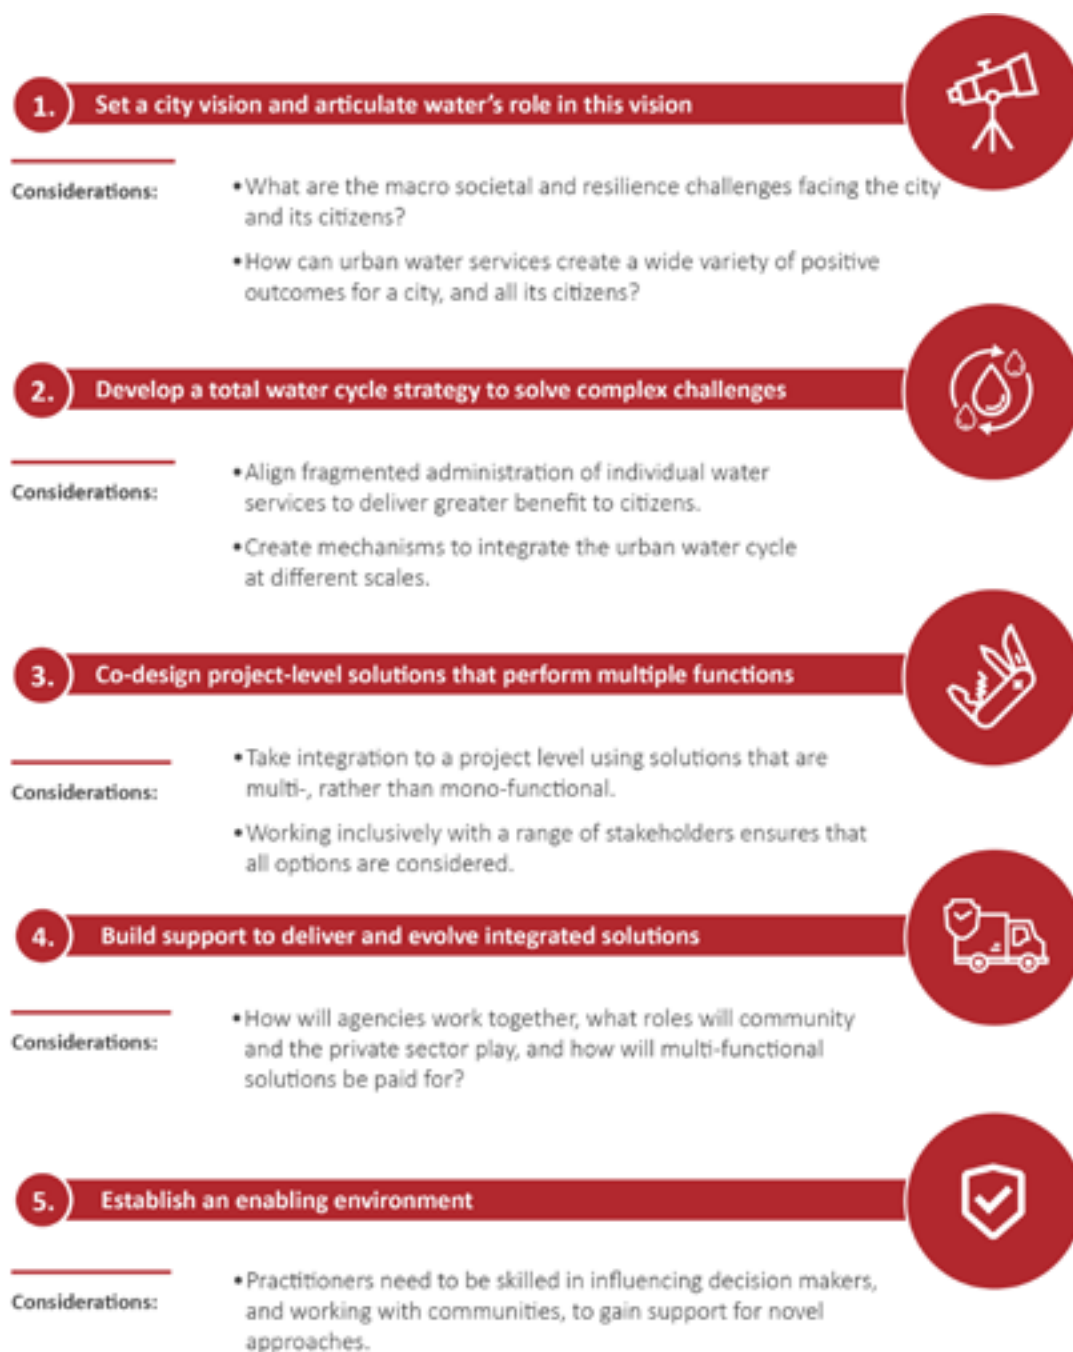 1. Set a city vision and articulate water's role in this vision
Considerations:
•What are the macro societal and resilience challenges facing the city
and its citizens?
•How can urban water services create a wide variety of positive
outcomes for a city, and all its citizens?
2. Develop a total water cycle strategy to solve complex challenges
Considerations:
•Align fragmented administration of individual water
services to deliver greater benefit to citizens.
•Create mechanisms to integrate the urban water cycle
at different scales.
3. Co-design project-level solutions that perform multiple functions
Considerations:
•Take integration to a project level using solutions that are
multi-, rather than mono-functional.
•Working inclusively with a range of stakeholders ensures that
all options are considered.
4. Build support to deliver and evolve integrated solutions
Considerations:
•How will agencies work together, what roles will community
and the private sector play, and how will multi-functional
solutions be paid for?
5. Establish an enabling environment
Considerations:
•Practitioners need to be skilled in influencing decision makers,
and working with communities, to gain support for novel
approaches.